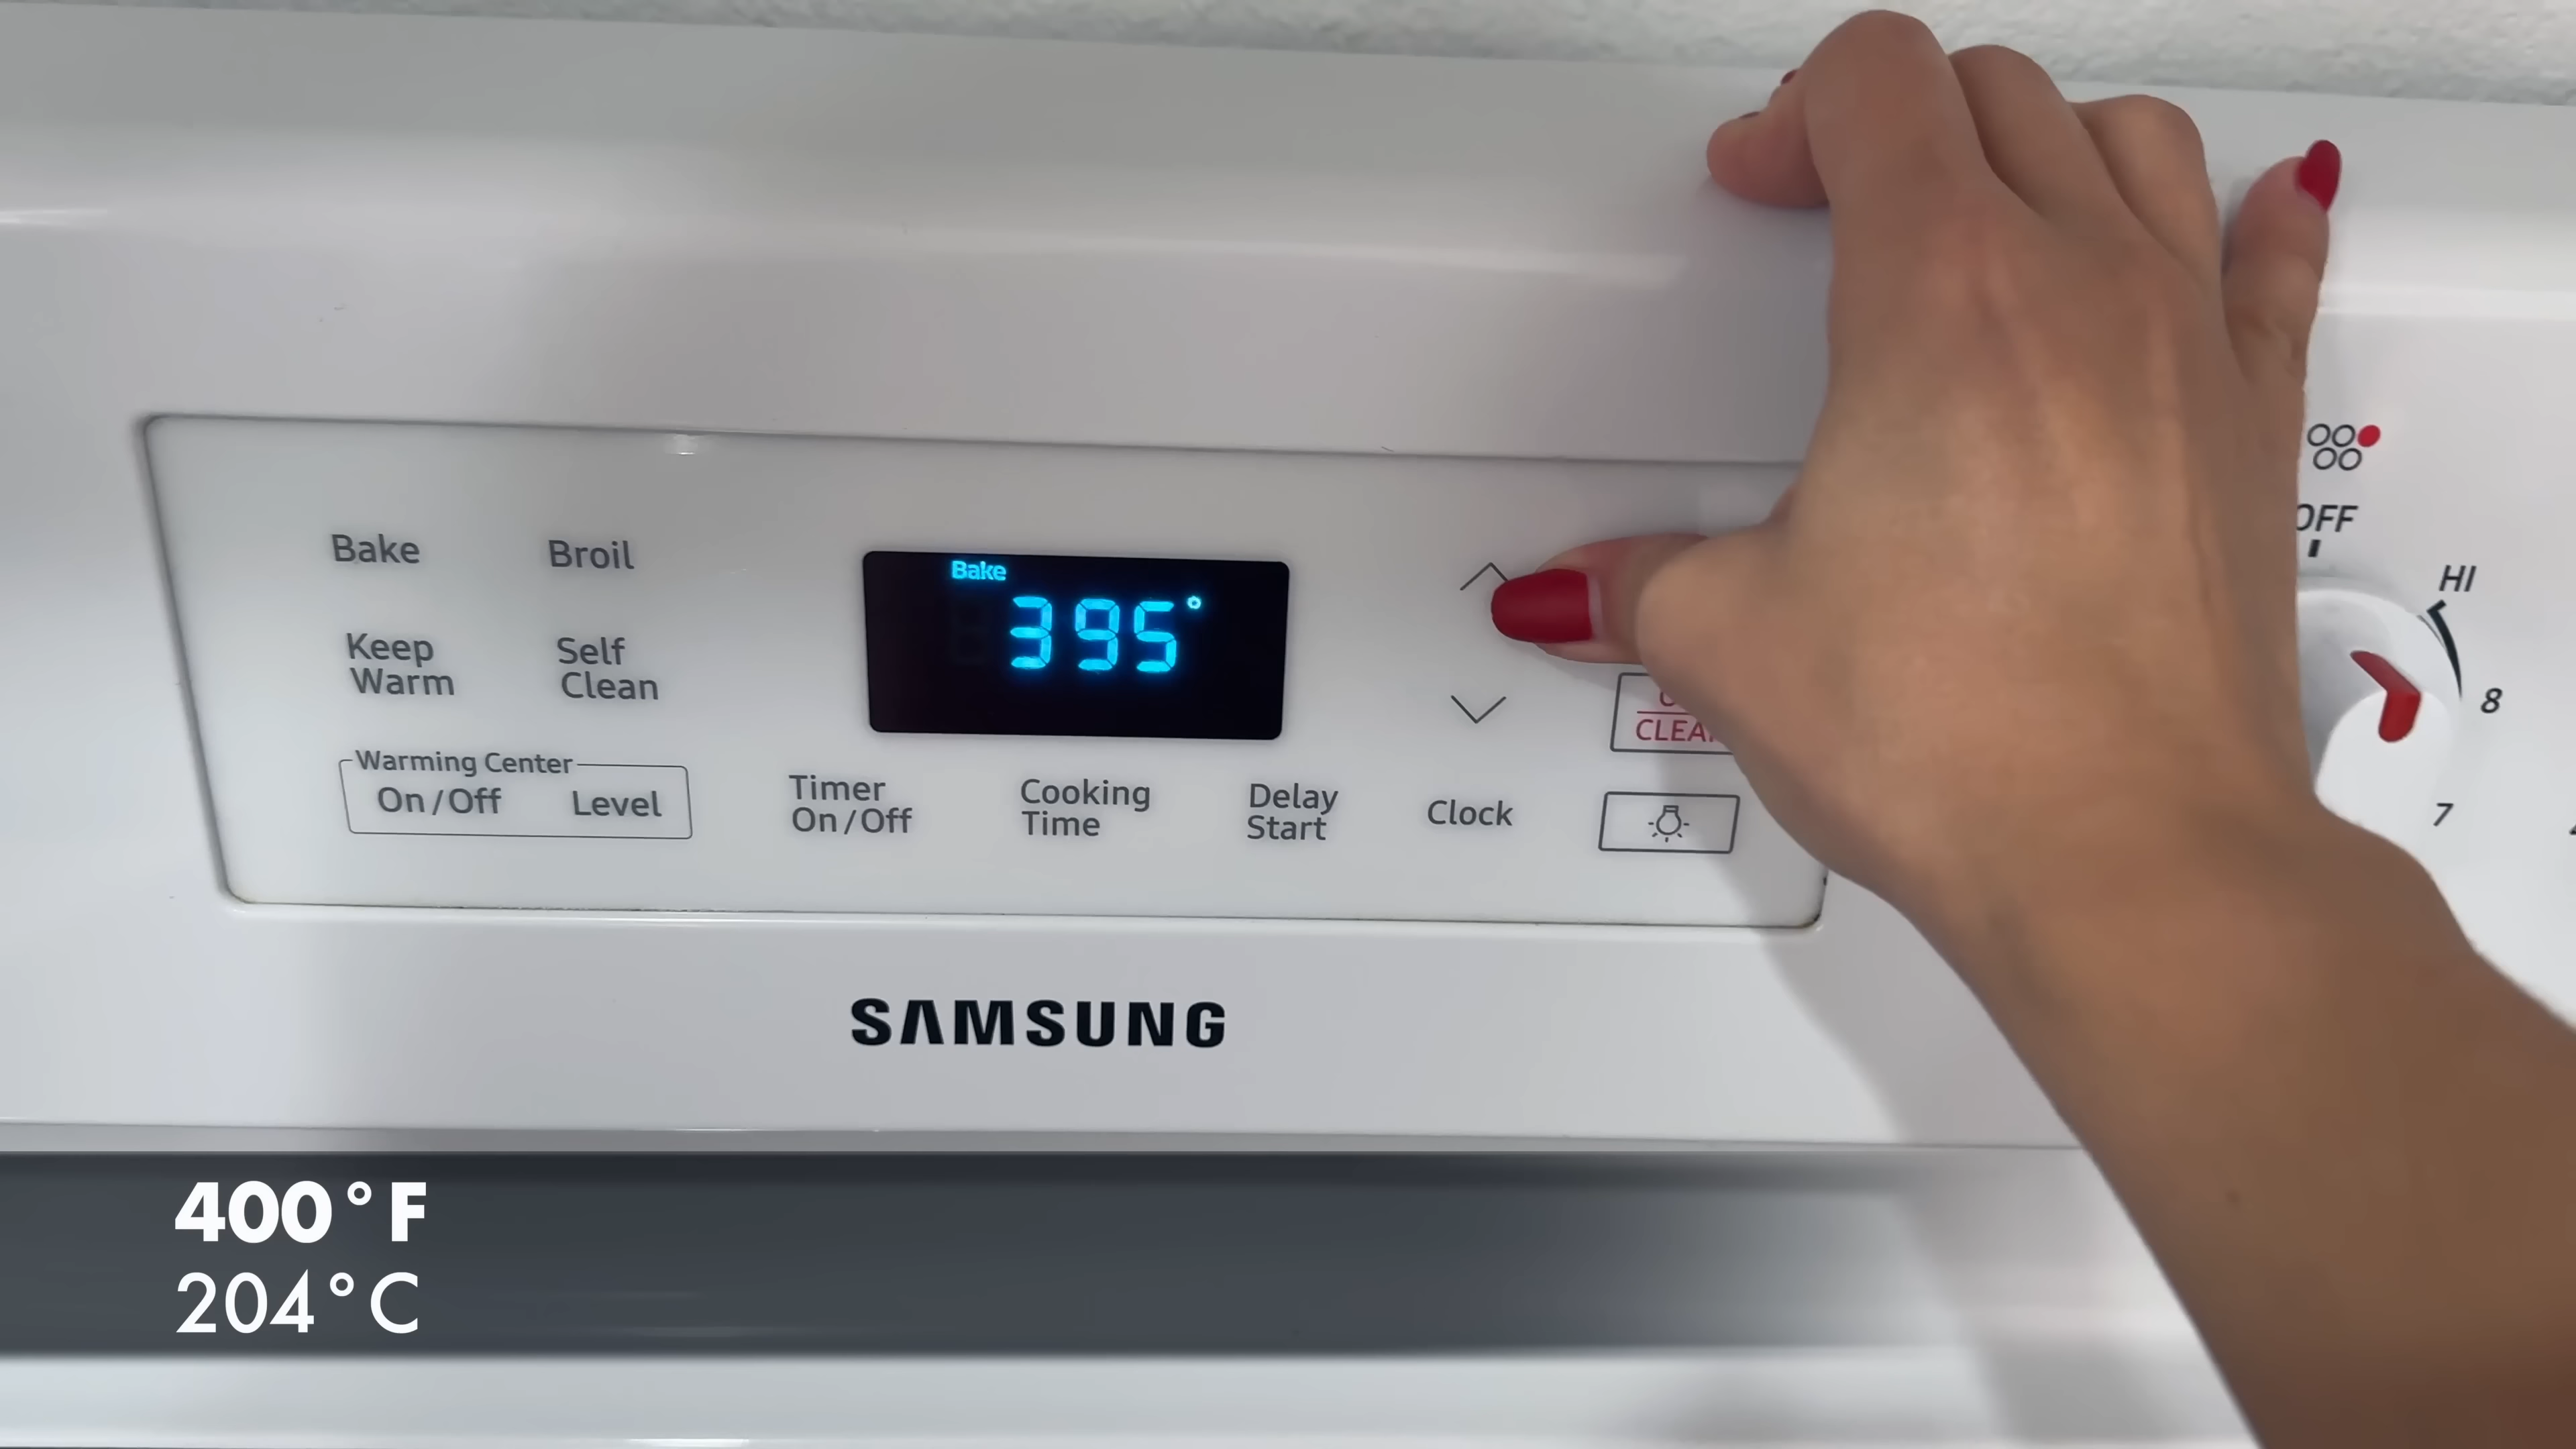 Bake
Broil
Keep
Warm
Self
Clean
Warming Center
On/Off
Level
Bake
395°
Timer
On/Off
Cooking
Time
Delay
Start
Clock
OFF
HI
8
7
SAMSUNG
400°F
204°C